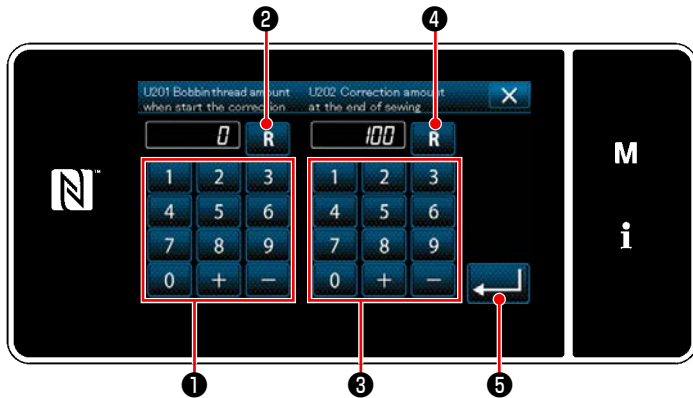 ❷
❹
U201 Bobbin thread amount
when start the correction
U202 Correction amount
at the end of sewing
0
R
100
R
1 2 3
4 5 6
7 8 9
0 + −
1 2 3
4 5 6
7 8 9
0 + −
N
M
i
❶
❸
❺